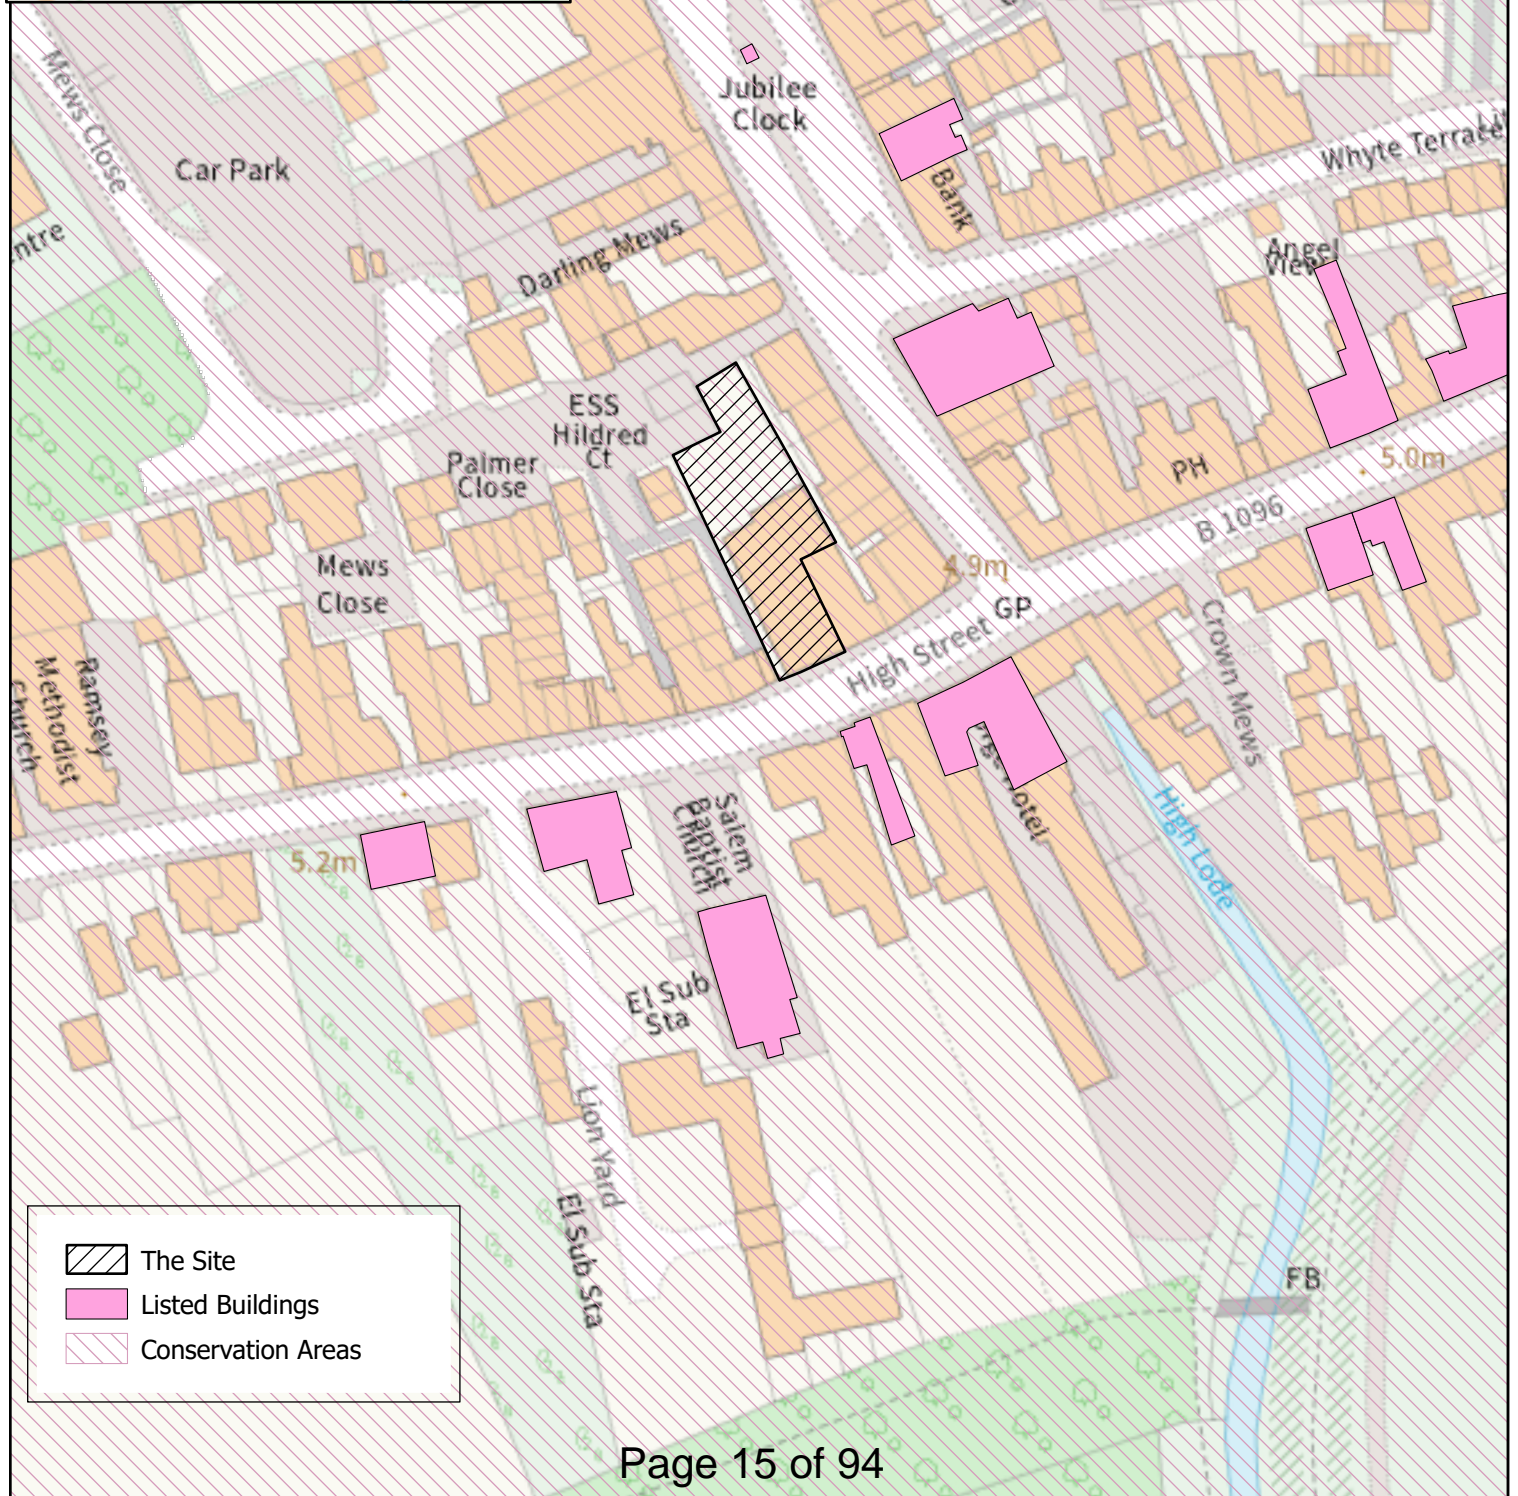 Mews Close
Jubilee
Clock
Car Park
Bank
Whyte Terrace
ntre
Darling Mews
Angel
View
ESS
Hildred
Ct
Palmer
Close
PH
5.0m
B 1096
Mews
Close
4.9m
GP
High Street
Crown Mews
Ramsey
Methodist
Church
5.2m
Salem
Baptist
Church
otel
High Lode
El Sub
Sta
Lion Yard
El Sub Sta
FB
The Site
Listed Buildings
Conservation Areas
Page 15 of 94